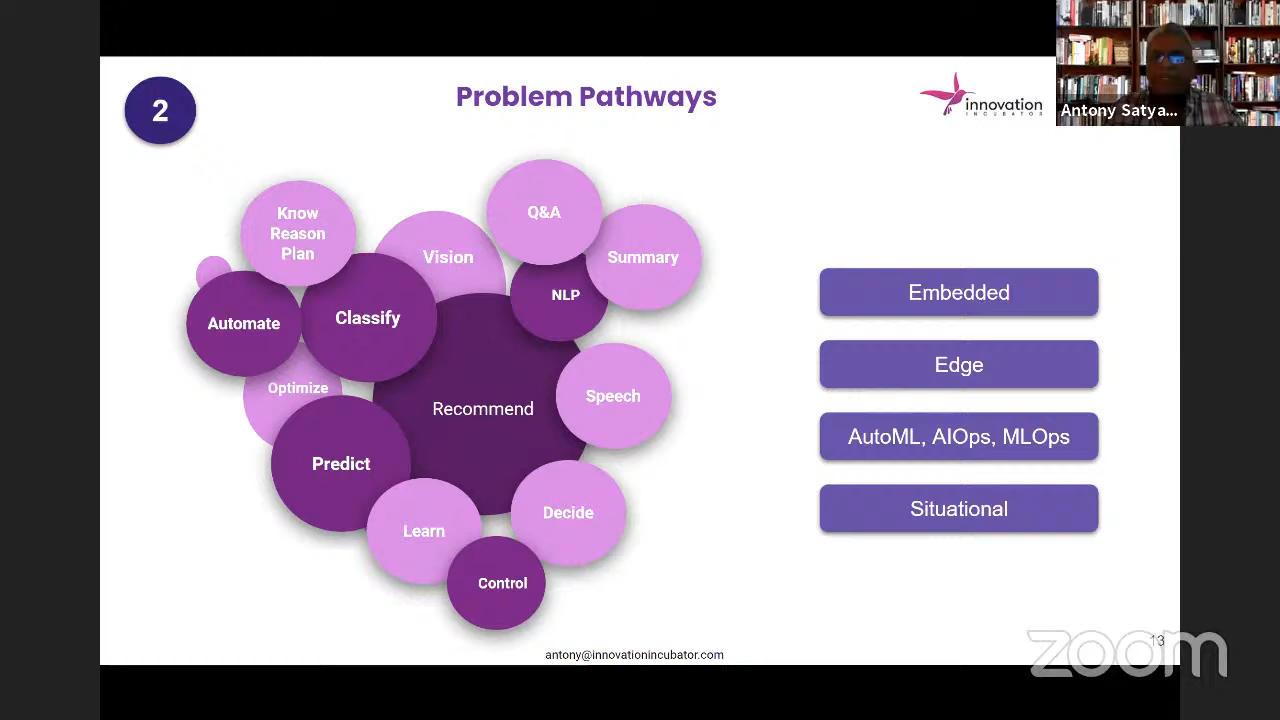 2
Problem Pathways
innovation
INCUBATOR
Antony Satya...
Know
Reason
Plan
Vision
Q&A
Summary
NLP
Automate
Classify
Optimize
Recommend
Speech
Predict
Learn
Decide
Control
Embedded
Edge
AutoML, AIOps, MLOps
Situational
13
antony@innovationincubator.com
zoom